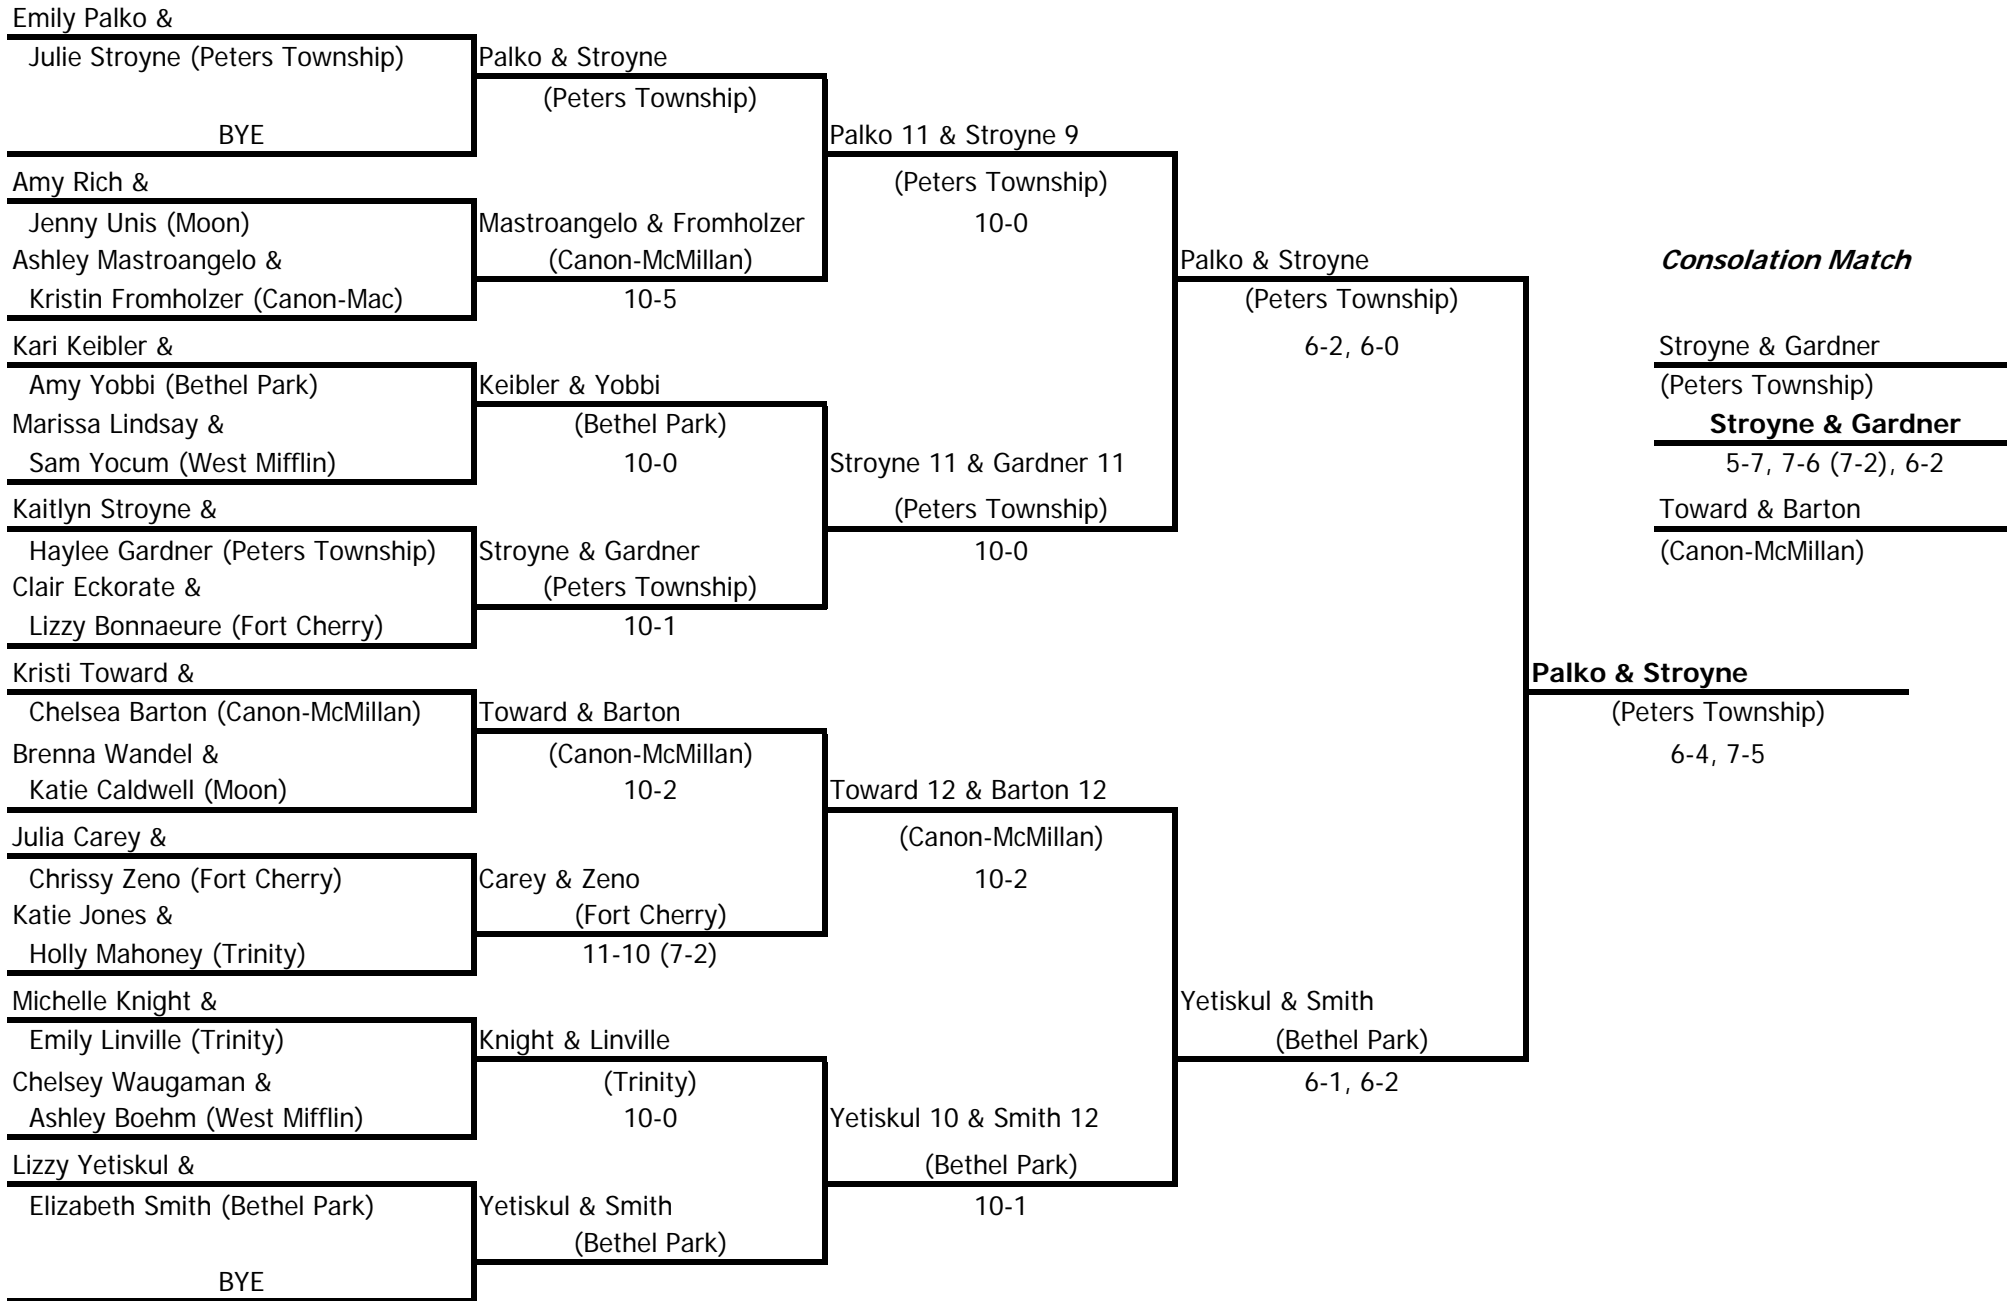 Emily Palko &
Julie Stroyne (Peters Township)
BYE
Amy Rich &
Jenny Unis (Moon)
Ashley Mastroangelo &
Kristin Fromholzer (Canon-Mac)
Kari Keibler &
Amy Yobbi (Bethel Park)
Marissa Lindsay &
Sam Yocum (West Mifflin)
Kaitlyn Stroyne &
Haylee Gardner (Peters Township)
Clair Eckorate &
Lizzy Bonnaeure (Fort Cherry)
Kristi Toward &
Chelsea Barton (Canon-McMillan)
Brenna Wandel &
Katie Caldwell (Moon)
Julia Carey &
Chrissy Zeno (Fort Cherry)
Katie Jones &
Holly Mahoney (Trinity)
Michelle Knight &
Emily Linville (Trinity)
Chelsey Waugaman &
Ashley Boehm (West Mifflin)
Lizzy Yetiskul &
Elizabeth Smith (Bethel Park)
BYE
Palko & Stroyne
(Peters Township)
Mastroangelo & Fromholzer
(Canon-McMillan)
10-5
Keibler & Yobbi
(Bethel Park)
10-0
Stroyne & Gardner
(Peters Township)
10-1
Toward & Barton
(Canon-McMillan)
10-2
Carey & Zeno
(Fort Cherry)
11-10 (7-2)
Knight & Linville
(Trinity)
10-0
Yetiskul & Smith
(Bethel Park)
Palko 11 & Stroyne 9
(Peters Township)
10-0
Stroyne 11 & Gardner 11
(Peters Township)
10-0
Toward 12 & Barton 12
(Canon-McMillan)
10-2
Yetiskul 10 & Smith 12
(Bethel Park)
10-1
Palko & Stroyne
(Peters Township)
6-2, 6-0
Yetiskul & Smith
(Bethel Park)
6-1, 6-2
Palko & Stroyne
(Peters Township)
6-4, 7-5
Consolation Match
Stroyne & Gardner
(Peters Township)
Stroyne & Gardner
5-7, 7-6 (7-2), 6-2
Toward & Barton
(Canon-McMillan)